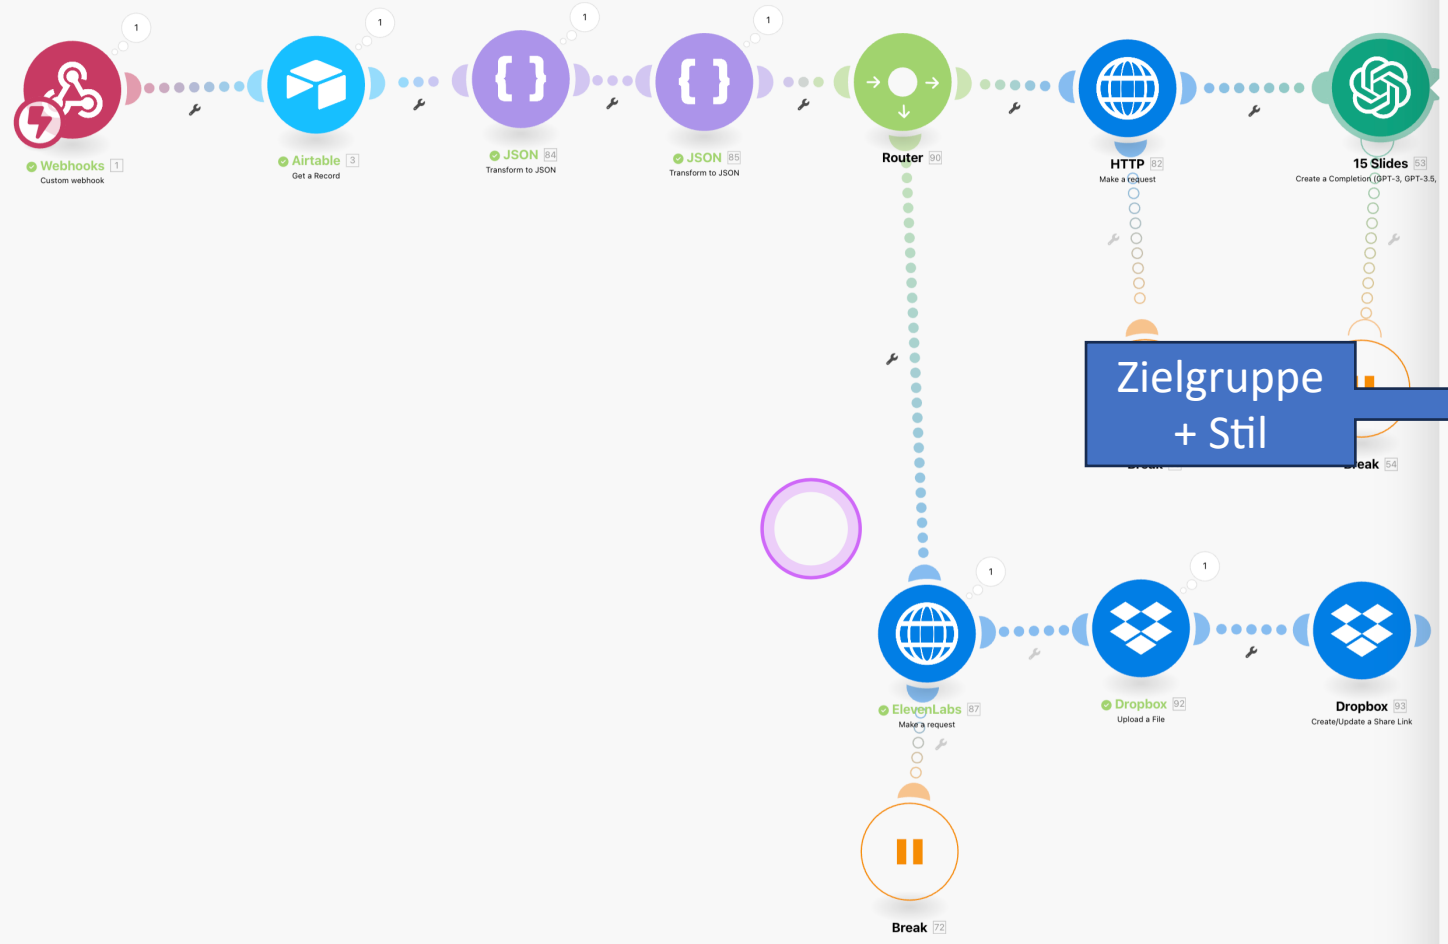 1
1
1
1
Webhooks 1
Custom webhook
Airtable 3
Get a Record
JSON 84
Transform to JSON
JSON 85
Transform to JSON
Router 90
HTTP 82
Make a request
15 Slides 53
Create a Completion (GPT-3, GPT-3.5,
Zielgruppe
+ Stil
Break 54
1
1
ElevenLabs 87
Make a request
Dropbox 92
Upload a File
Dropbox 93
Create/Update a Share Link
Break 72